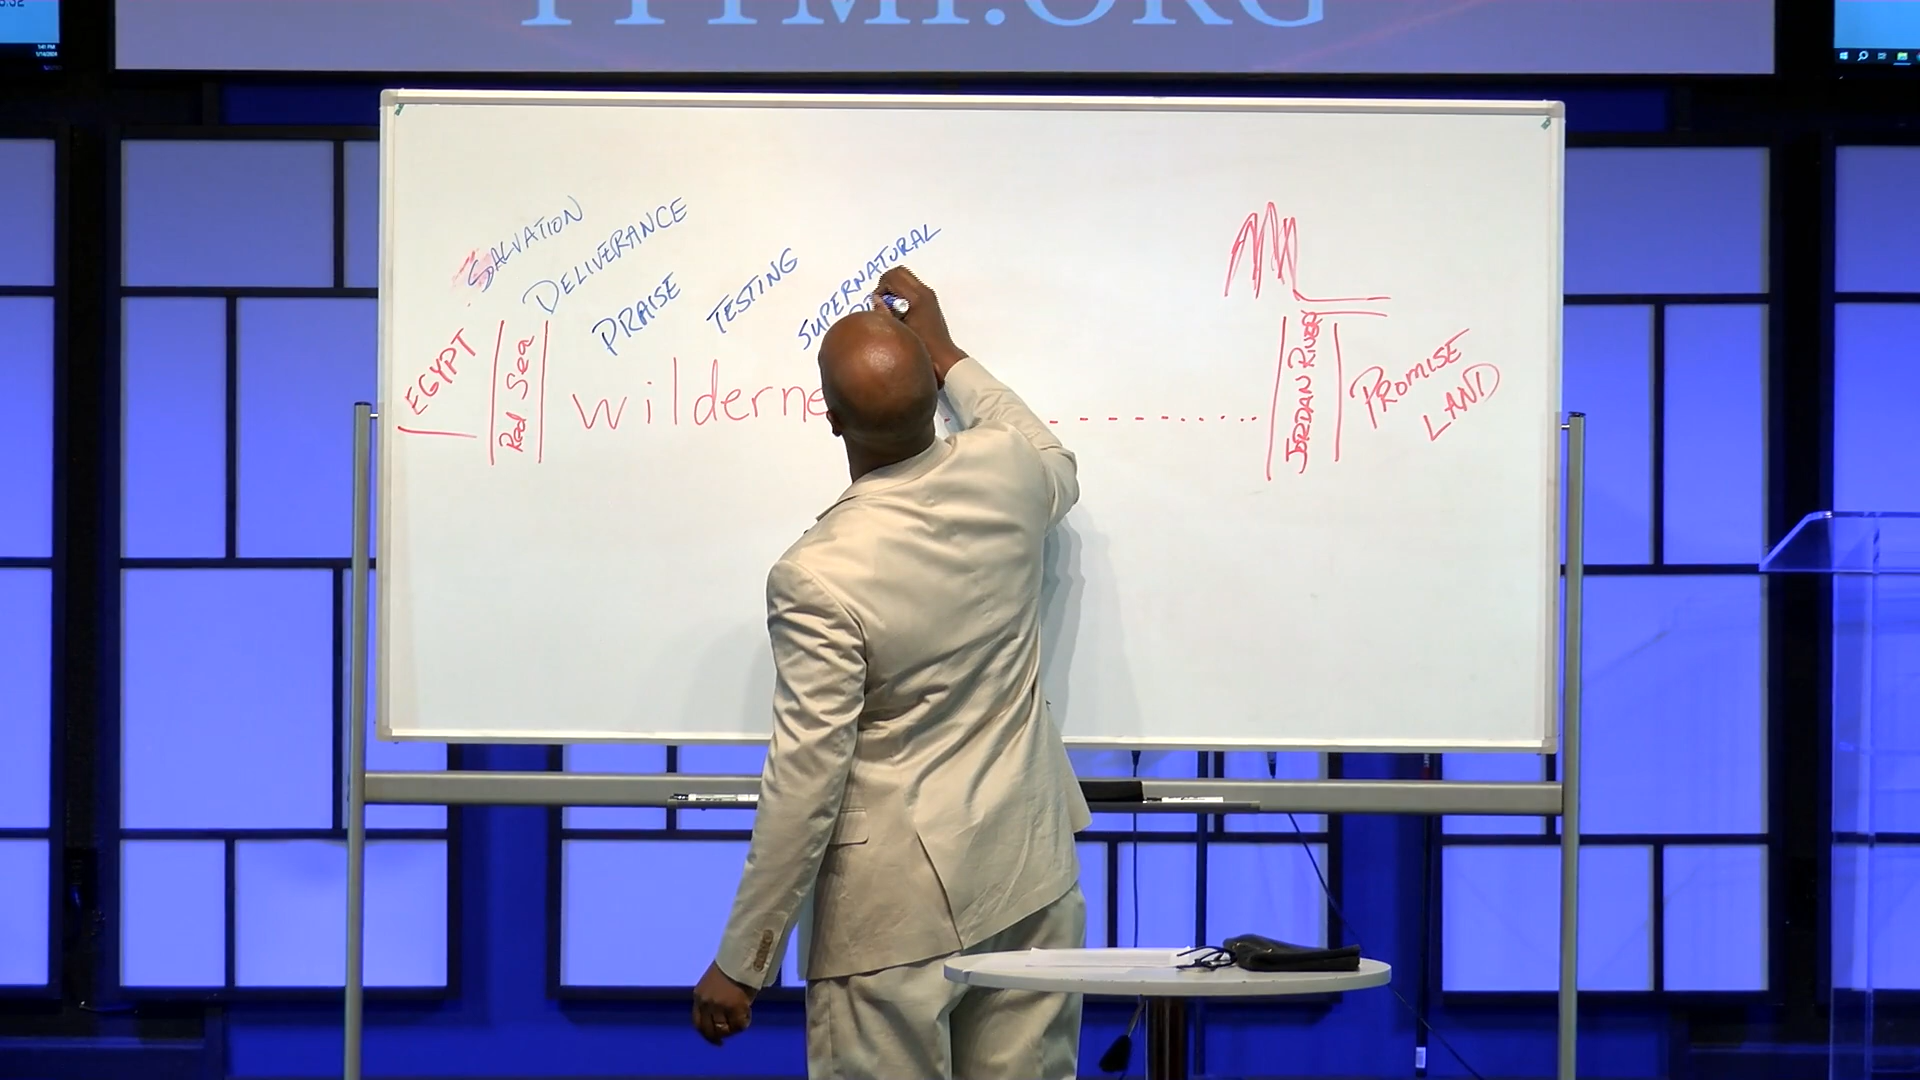 SALVATION
DELIVERANCE
PRAISE
TESTING
SUPERNATURAL
EGYPT
Red Sea
wilderne
JORDAN RIVER
PROMISE
LAND